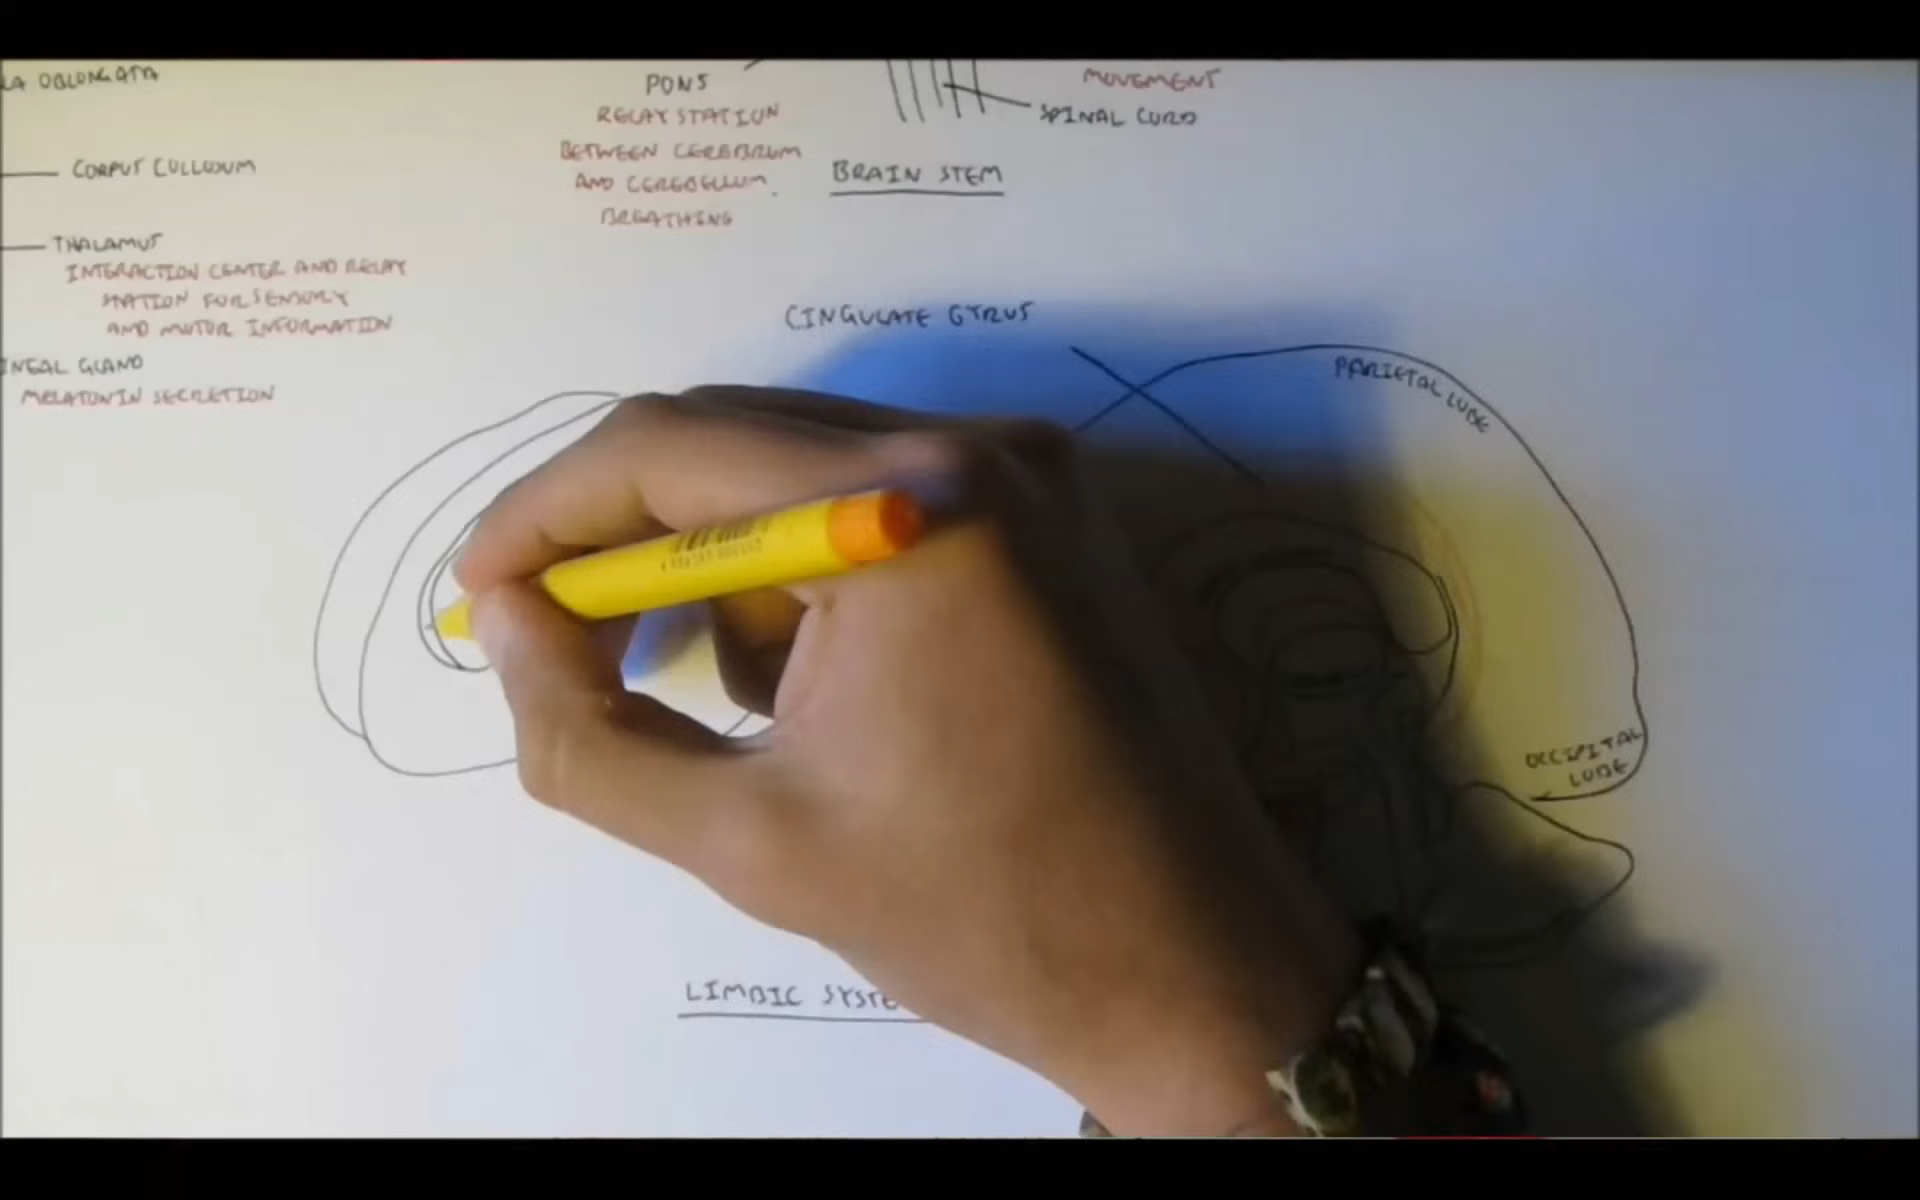 LA OBLONGATA
CORPUT CULLOSUM
THALAMUS
INTERACTION CENTER AND RELAY
STATION FOR SENSORY
AND MOTOR INFORMATION
INEAL GLAND
MELATONIN SECRETION
PONS
RELAY STATION
BETWEEN CEREBRUM
AND CEREBELLUM.
BREATHING
MOVEMENT
SPINAL CORD
BRAIN STEM
CINGULATE GYRUS
PARIETAL LOBE
OCCIPITAL
LOBE
LIMBIC SYSTE